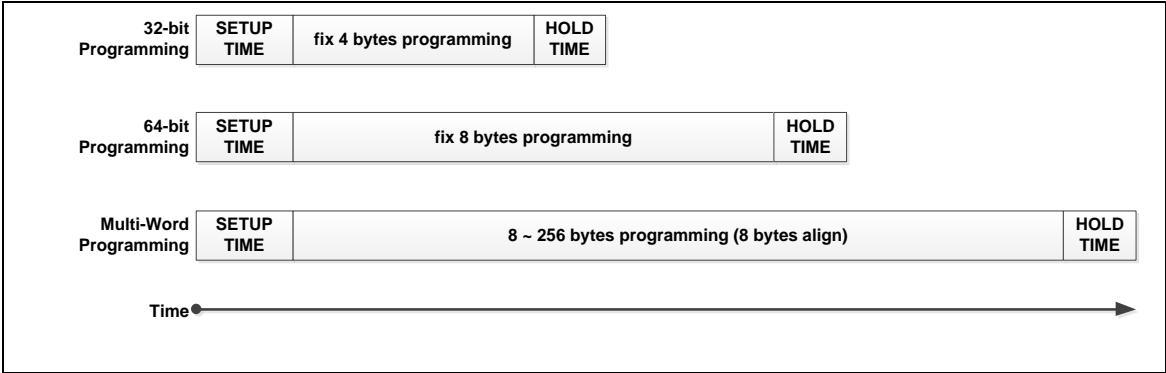 32-bit
Programming
SETUP
TIME
fix 4 bytes programming
HOLD
TIME
64-bit
Programming
SETUP
TIME
fix 8 bytes programming
HOLD
TIME
Multi-Word
Programming
SETUP
TIME
8 ~ 256 bytes programming (8 bytes align)
HOLD
TIME
Time